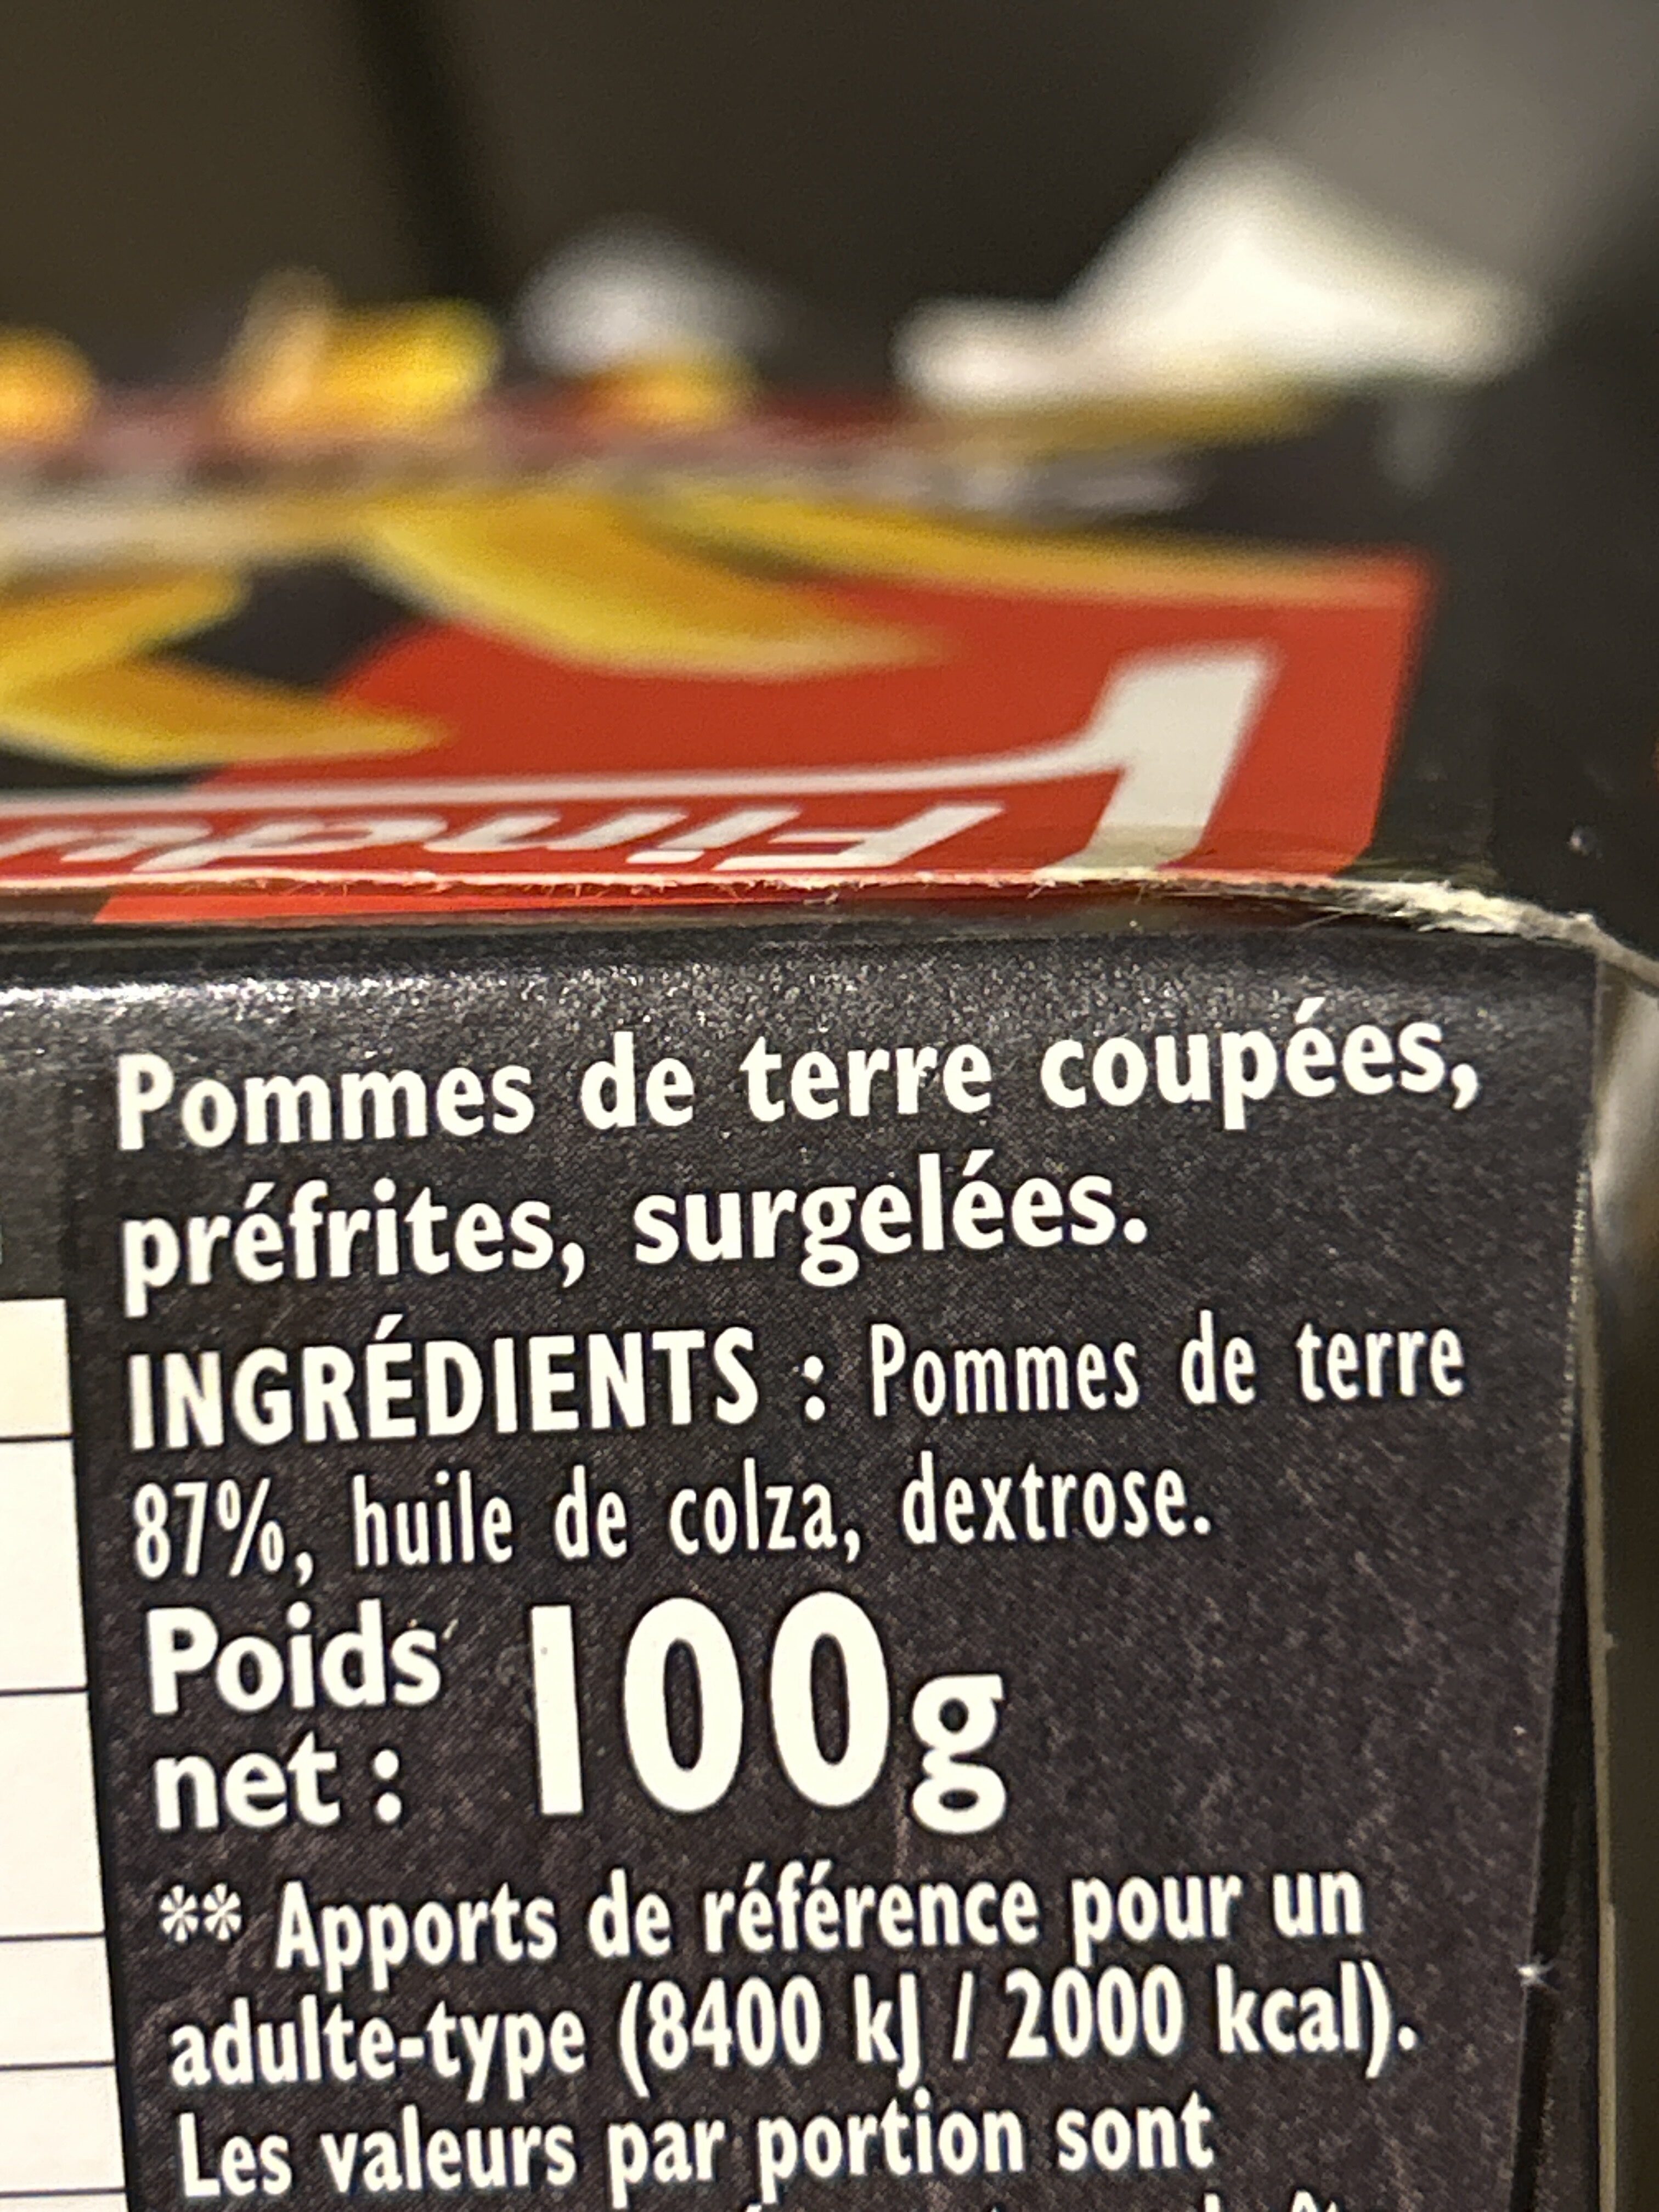 Findus
Pommes de terre coupées,
préfrites, surgelées.
INGRÉDIENTS : Pommes de terre
87%, huile de colza, dextrose.
Poids
net : 100g
** Apports de référence pour un
adulte-type (8400 kJ / 2000 kcal).
Les valeurs par portion sont